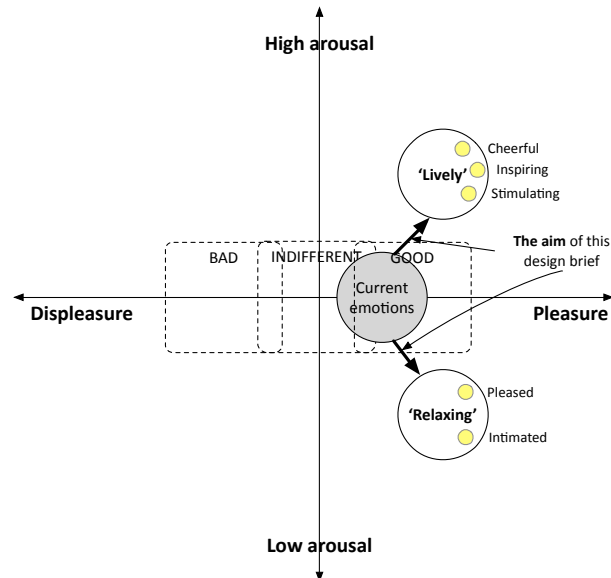 High arousal
Cheerful
'Lively'
Inspiring
Stimulating
The aim of this
design brief
BAD
INDIFFERENT
GOOD
Current
emotions
Displeasure
Pleasure
Pleased
'Relaxing'
Intimated
Low arousal